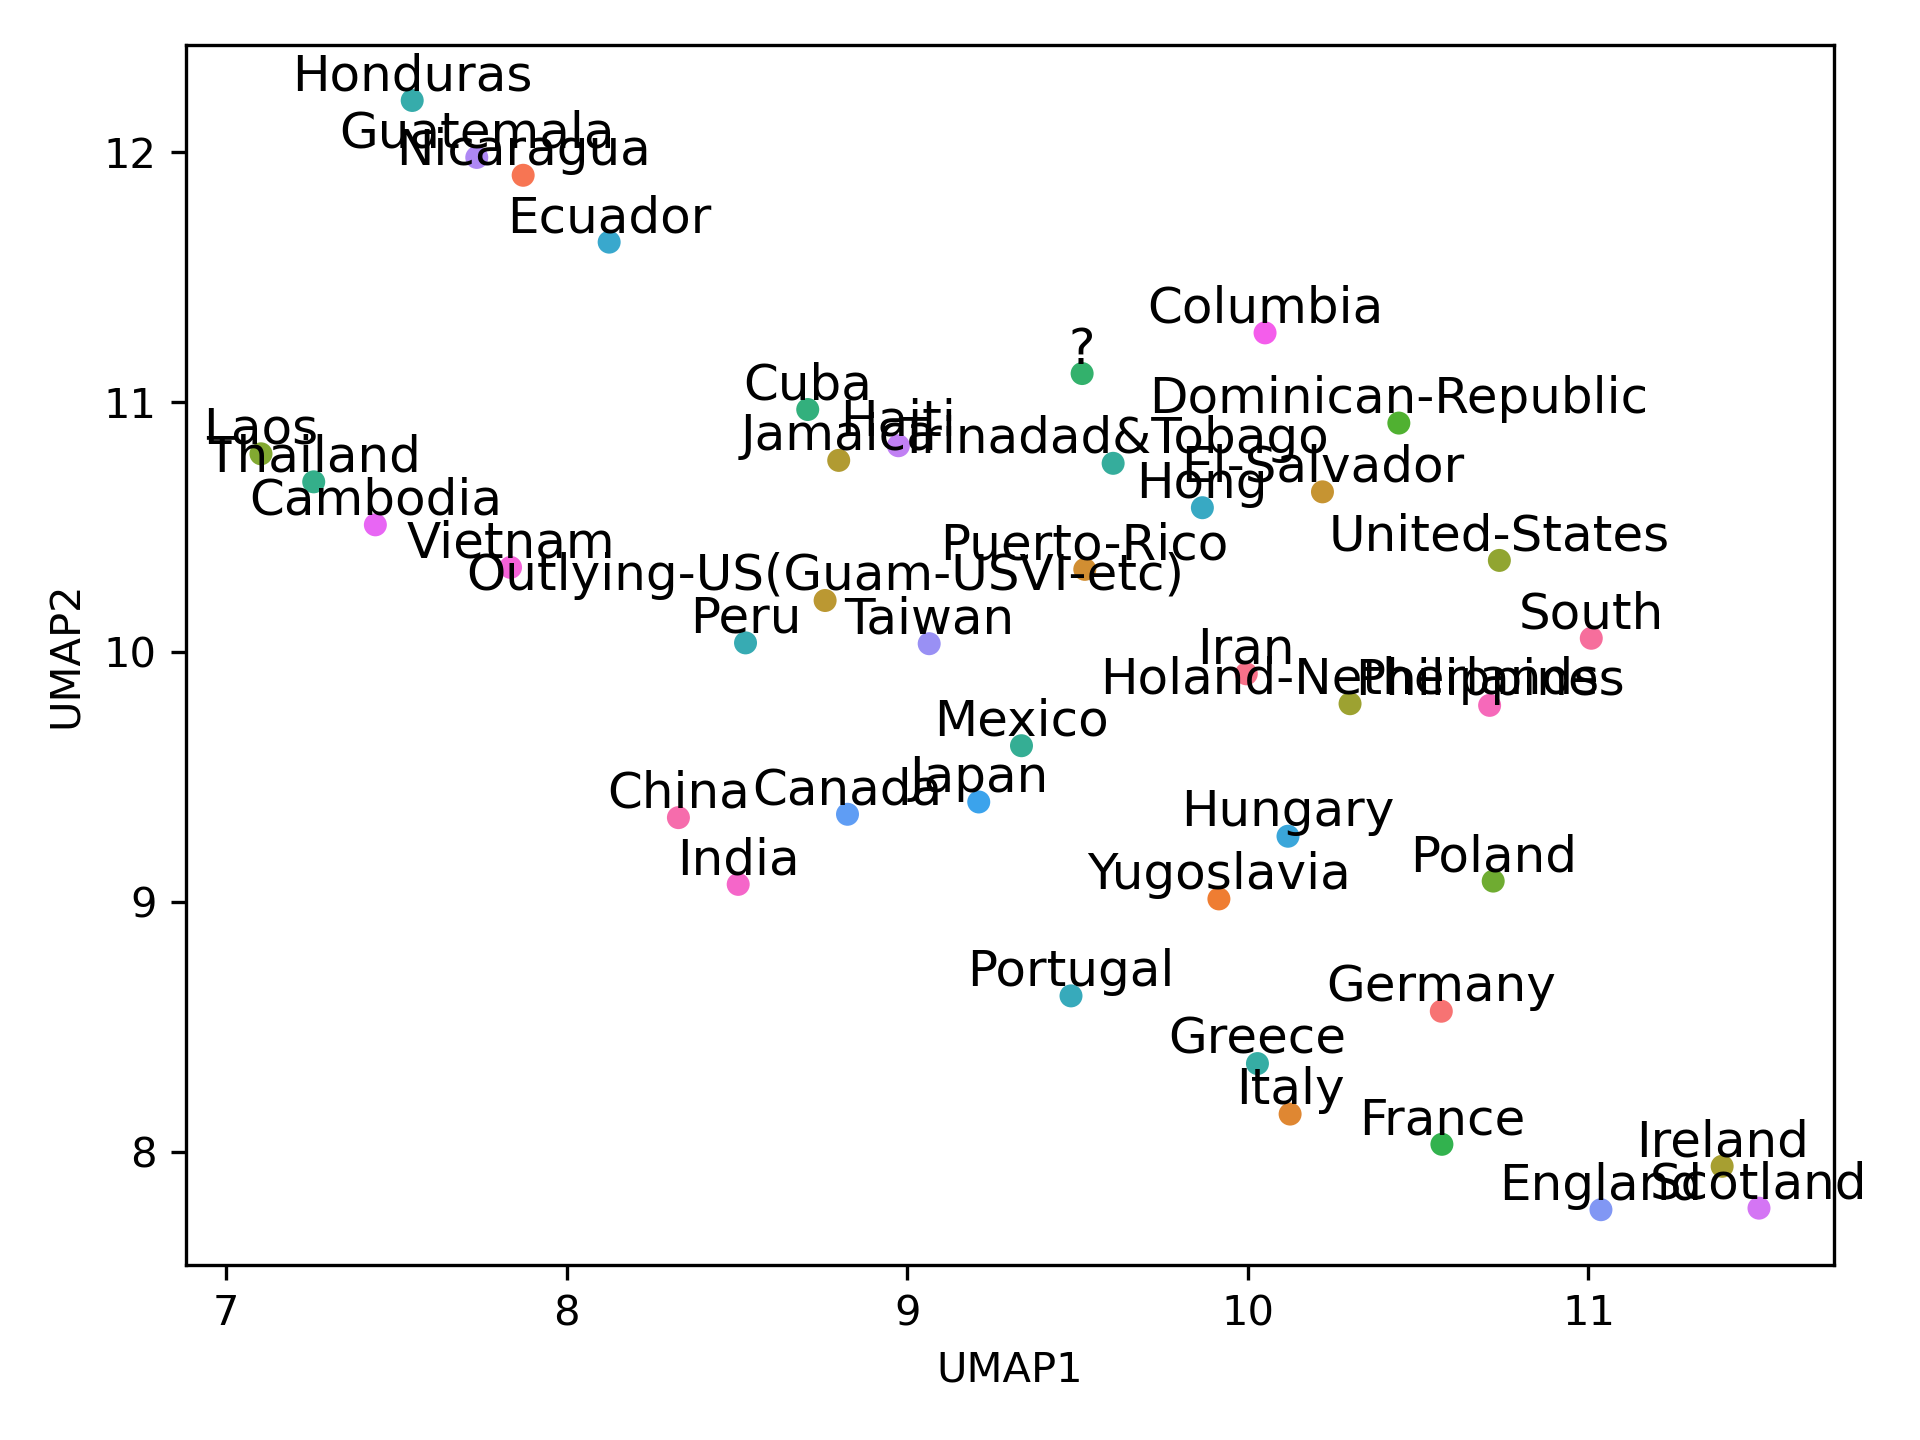 Honduras
Guatemala
Nicaragua
Ecuador
Columbia
?
Cuba
Dominican-Republic
Haiti
Jamaica
Trinadad&Tobago
Laos
Thailand
El-Salvador
Hong
Cambodia
United-States
Vietnam
Puerto-Rico
Outlying-US(Guam-USVI-etc)
Peru
Taiwan
South
Iran
Holand-Netherlands
Philippines
Mexico
Japan
China
Canada
Hungary
India
Poland
Yugoslavia
Portugal
Germany
Greece
Italy
France
Ireland
England
Scotland
12
11
10
9
8
7
8
9
10
11
UMAP1
UMAP2